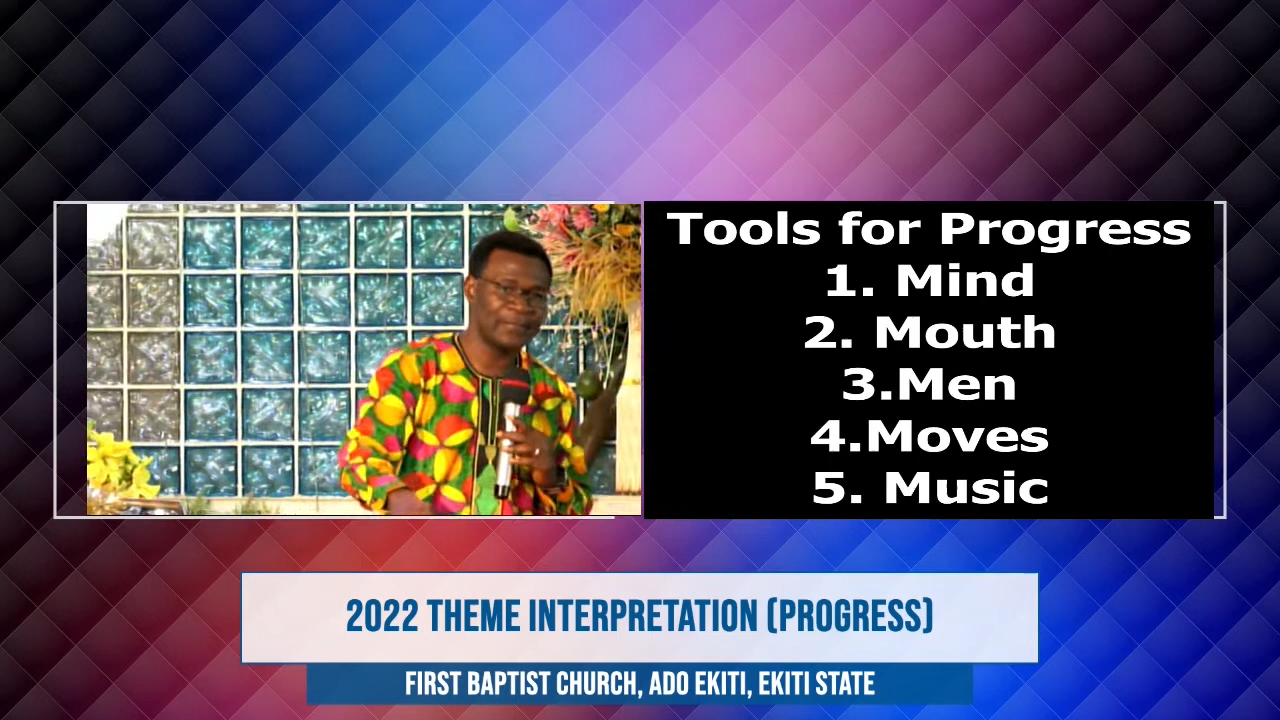 Tools for Progress
1. Mind
2. Mouth
3.Men
4.Moves
5. Music
2022 THEME INTERPRETATION (PROGRESS)
FIRST BAPTIST CHURCH, ADO EKITI, EKITI STATE